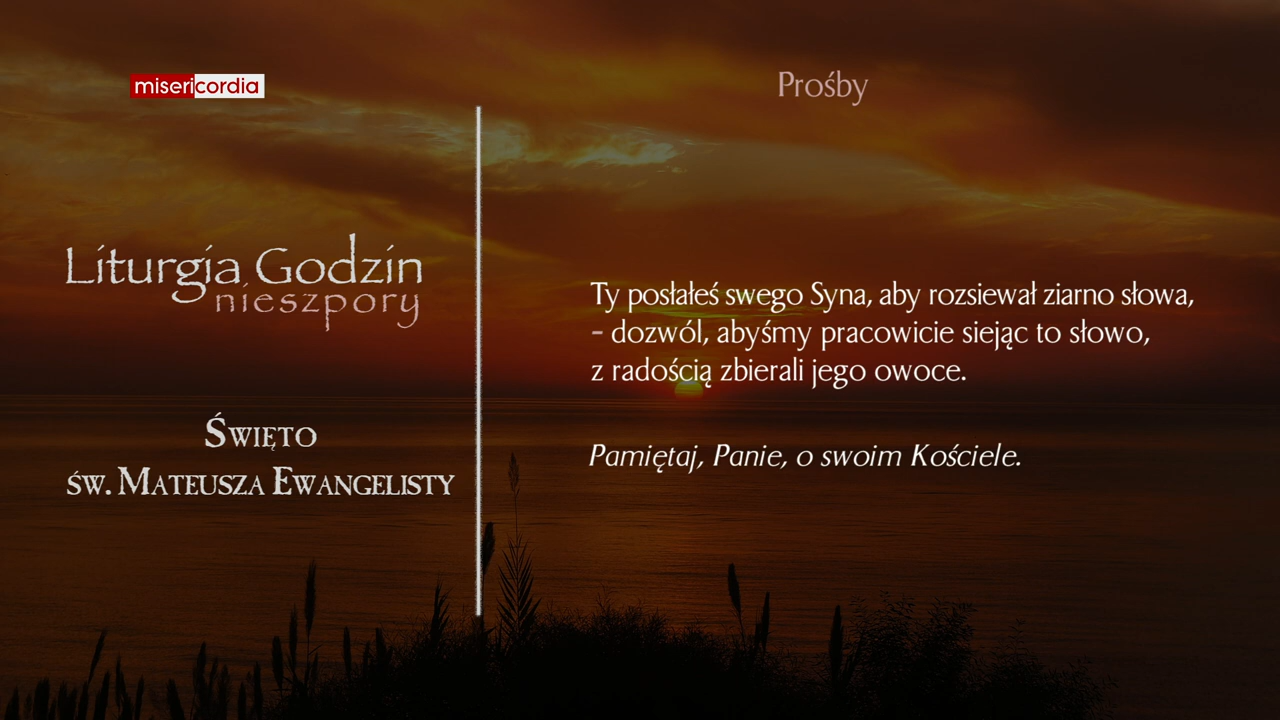 misericordia
Liturgia Godzin
nieszpory
Święto
św. Mateusza Ewangelisty
Prośby
Ty posłałeś swego Syna, aby rozsiewał ziarno słowa,
- dozwól, abyśmy pracowicie siejąc to słowo,
z radością zbierali jego owoce.
Pamiętaj, Panie, o swoim Kościele.